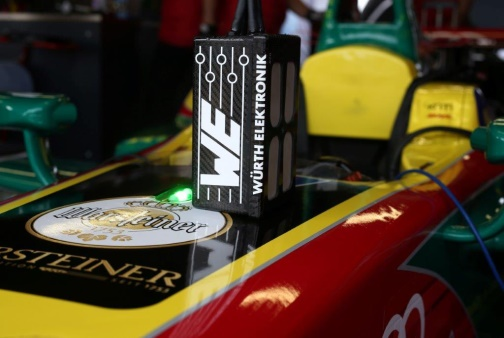 WE
WÜRTH ELEKTRONIK
Warsteiner
RSTEINER